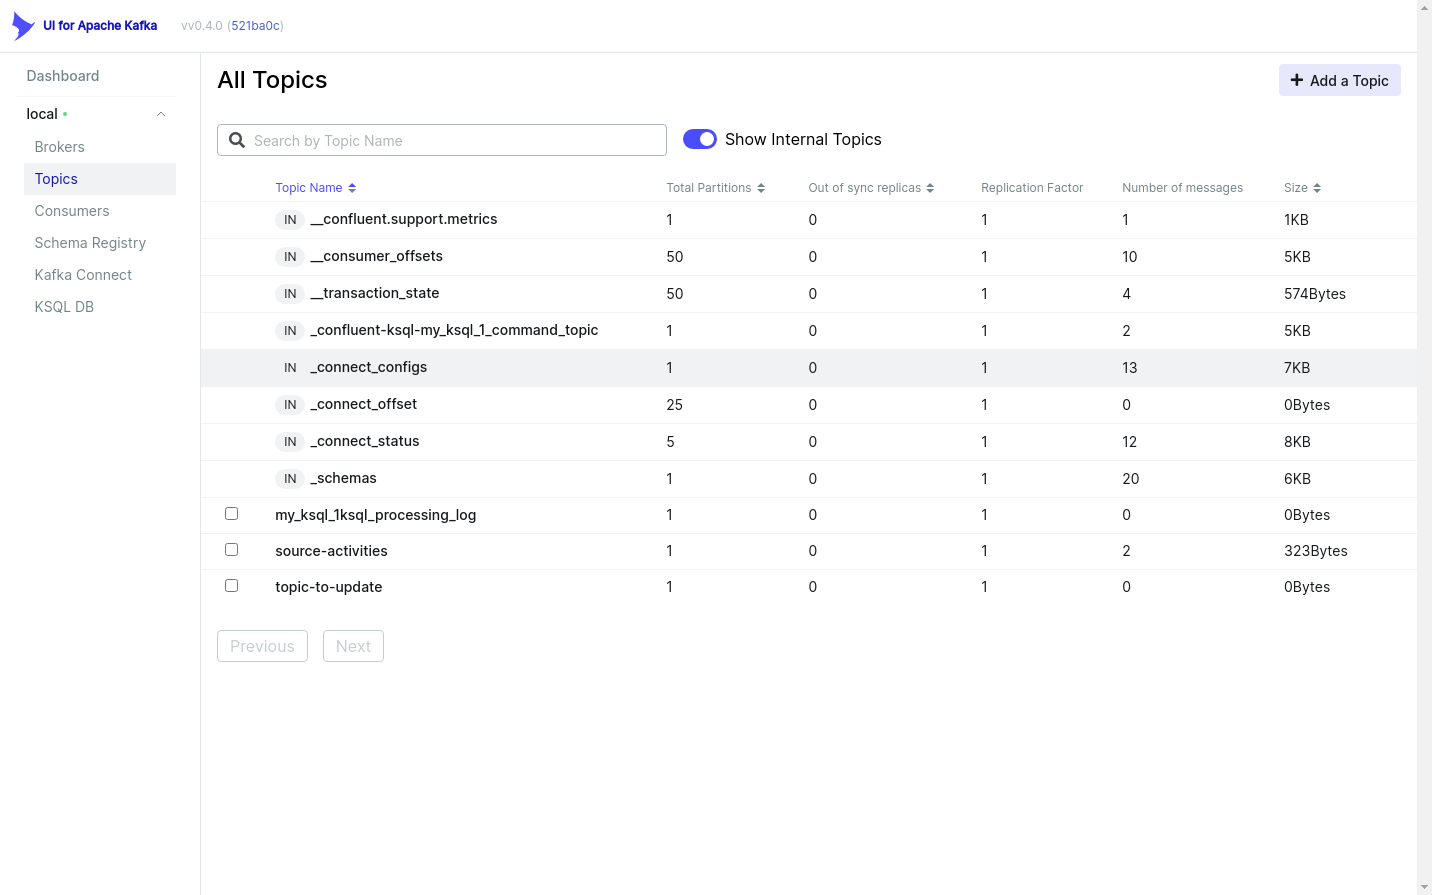 UI for Apache Kafka vv0.4.0 (521ba0c)
Dashboard
local
Brokers
Topics
Consumers
Schema Registry
Kafka Connect
KSQL DB
All Topics
Add a Topic
Search by Topic Name
Show Internal Topics
Topic Name Total Partitions Out of sync replicas Replication Factor Number of messages Size
IN __confluent.support.metrics 1 0 1 1 1KB
IN __consumer_offsets 50 0 1 10 5KB
IN __transaction_state 50 0 1 4 574Bytes
IN _confluent-ksql-my_ksql_1_command_topic 1 0 1 2 5KB
IN _connect_configs 1 0 1 13 7KB
IN _connect_offset 25 0 1 0 0Bytes
IN _connect_status 5 0 1 12 8KB
IN _schemas 1 0 1 20 6KB
my_ksql_1ksql_processing_log 1 0 1 0 0Bytes
source-activities 1 0 1 2 323Bytes
topic-to-update 1 0 1 0 0Bytes
Previous Next